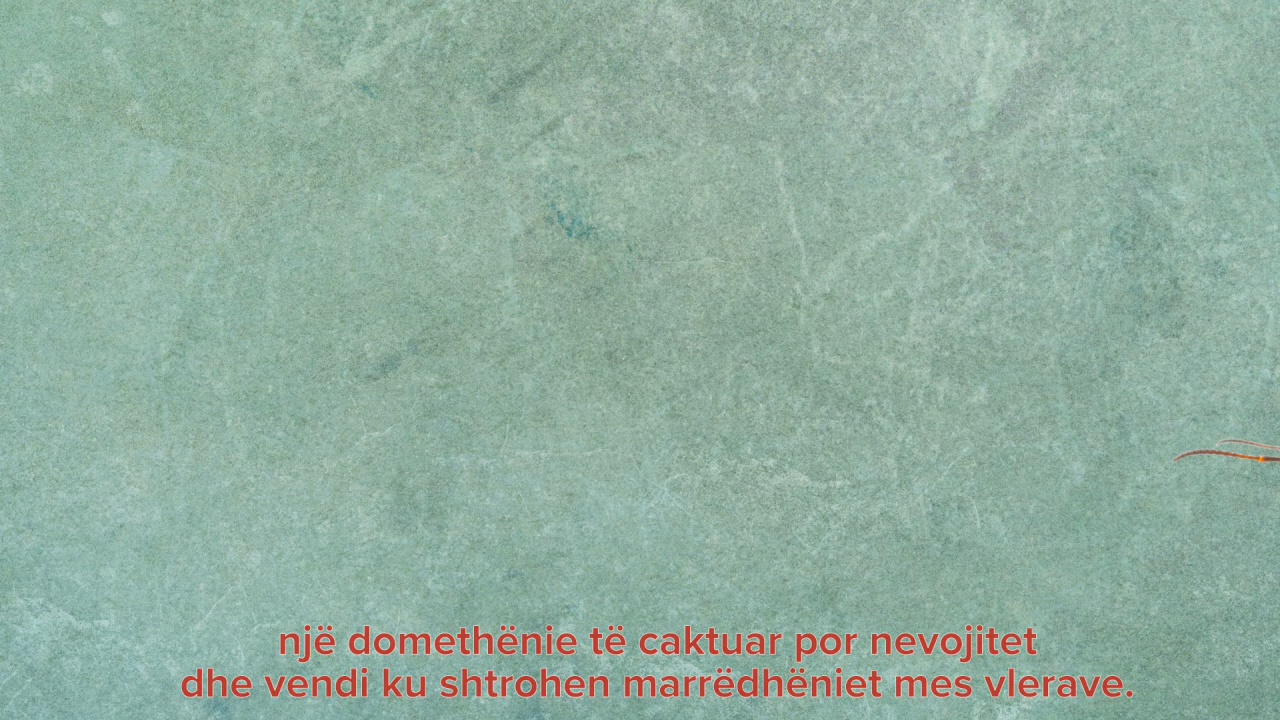 një domethënie të caktuar por nevojitet
dhe vendi ku shtrohen marrëdhëniet mes vlerave.